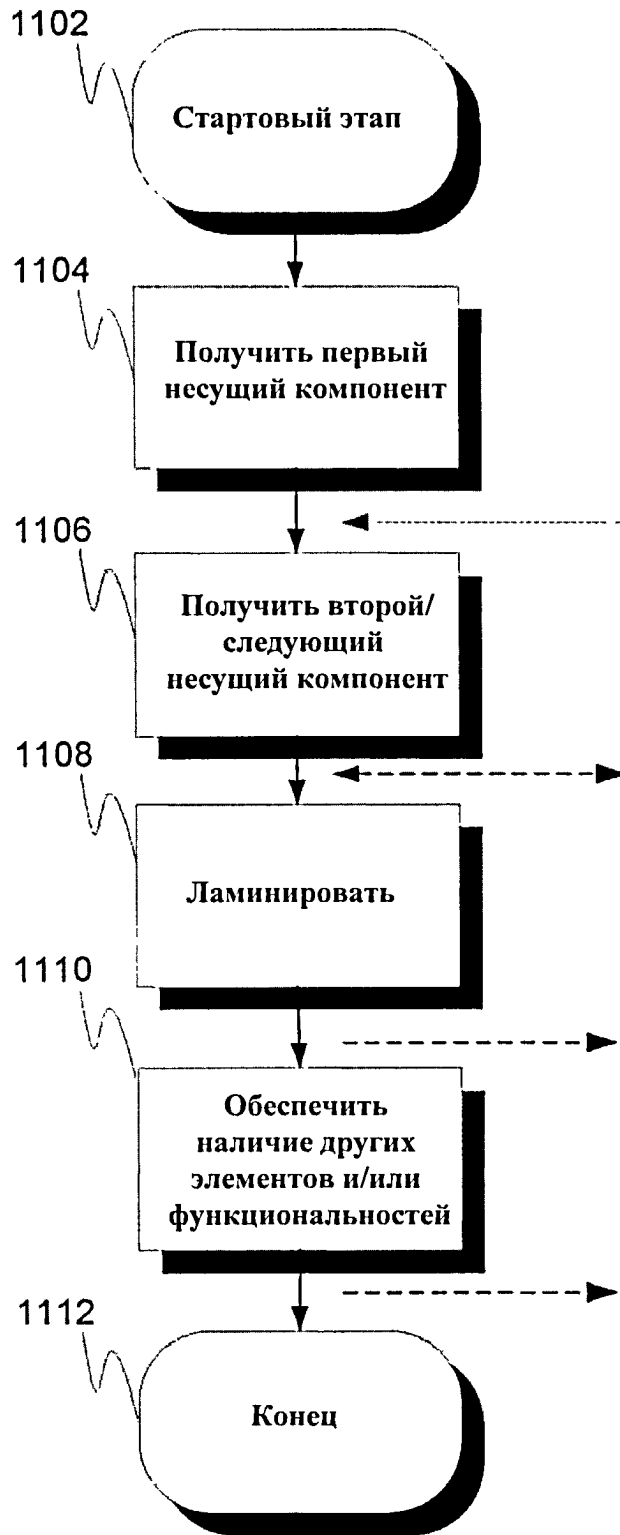 1102
Стартовый этап
1104
Получить первый
несущий компонент
1106
Получить второй/
следующий
несущий компонент
1108
Ламинировать
1110
Обеспечить
наличие других
элементов и/или
функциональностей
1112
Конец